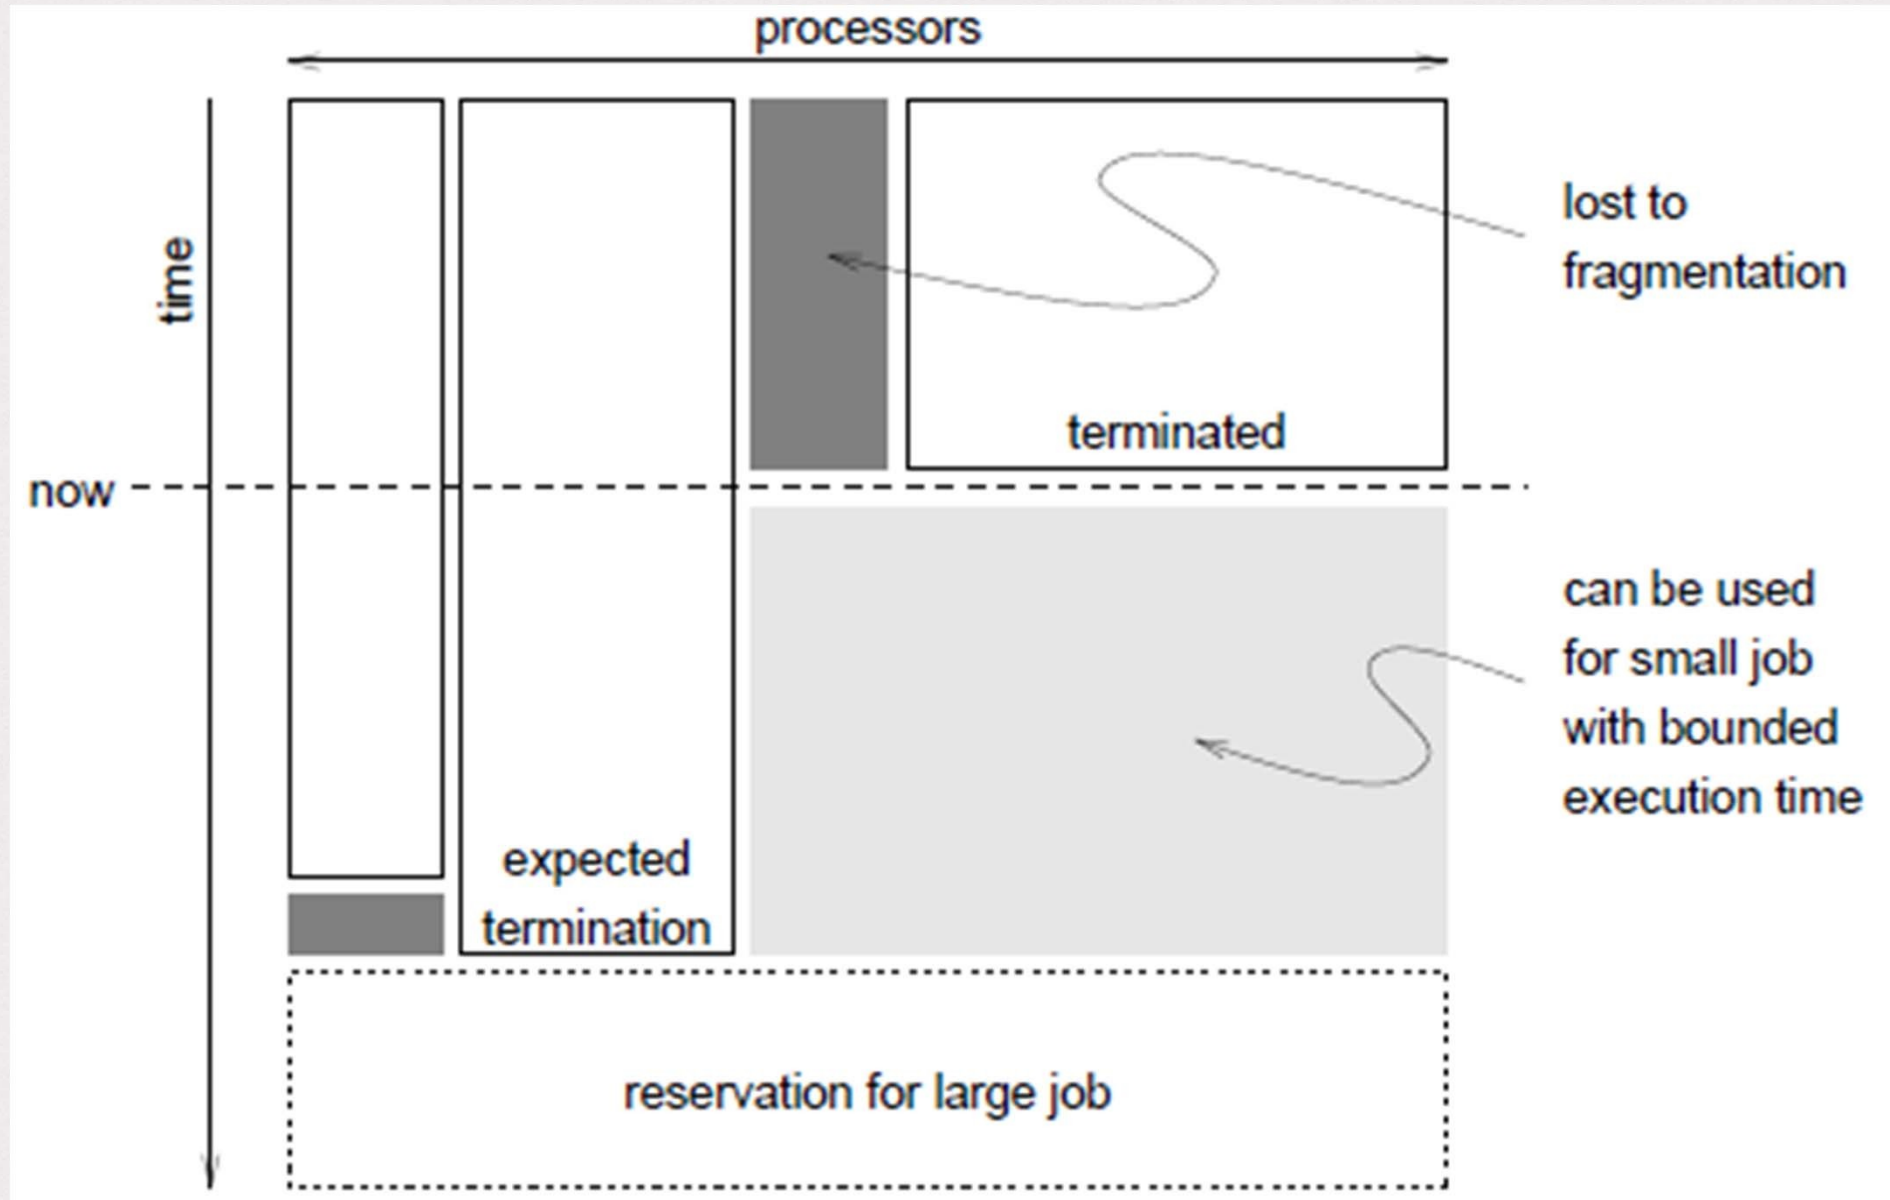 processors
time
lost to
fragmentation
terminated
now
can be used
for small job
with bounded
execution time
expected
termination
reservation for large job